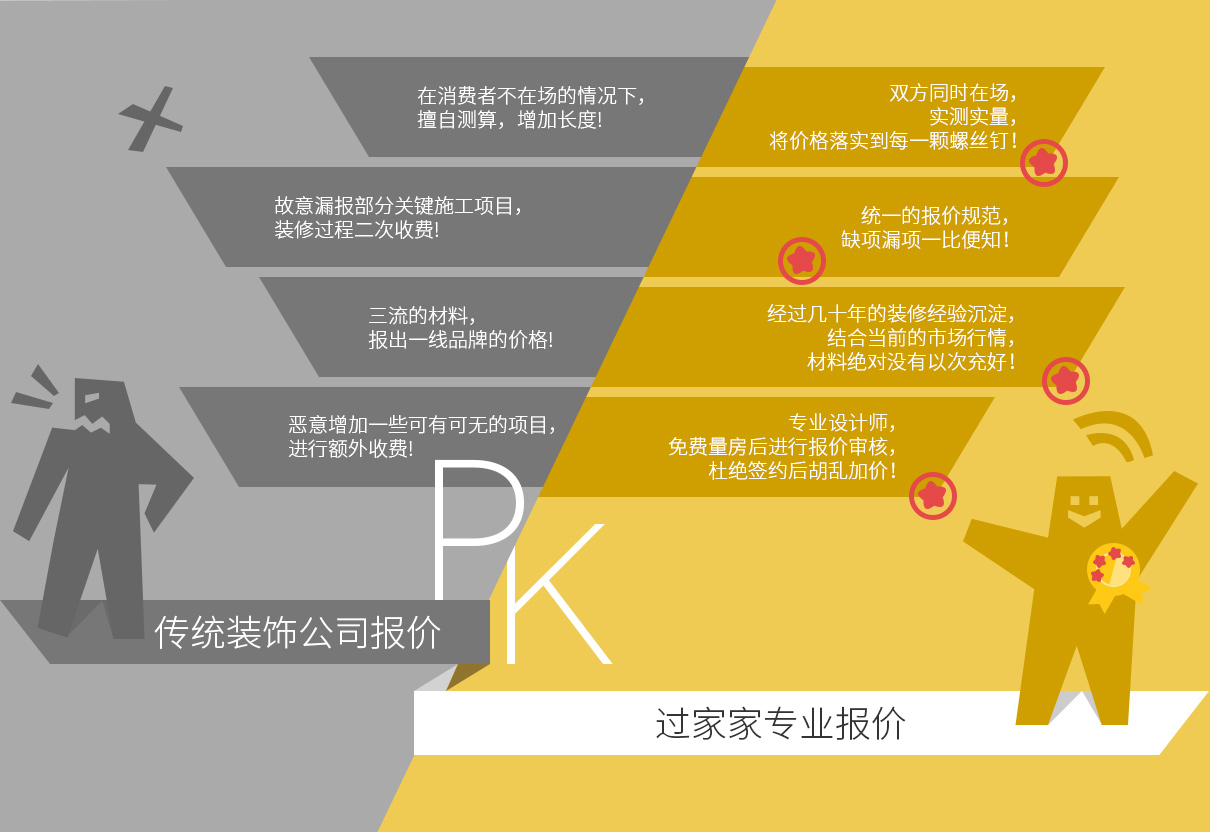 在消费者不在场的情况下，
擅自测算，增加长度!
双方同时在场，
实测实量，
将价格落实到每一颗螺丝钉！
故意漏报部分关键施工项目，
装修过程二次收费!
统一的报价规范，
缺项漏项一比便知！
三流的材料，
报出一线品牌的价格!
经过几十年的装修经验沉淀，
结合当前的市场行情，
材料绝对没有以次充好！
恶意增加一些可有可无的项目，
进行额外收费!
专业设计师，
免费量房后进行报价审核，
杜绝签约后胡乱加价！
PK
传统装饰公司报价
过家家专业报价